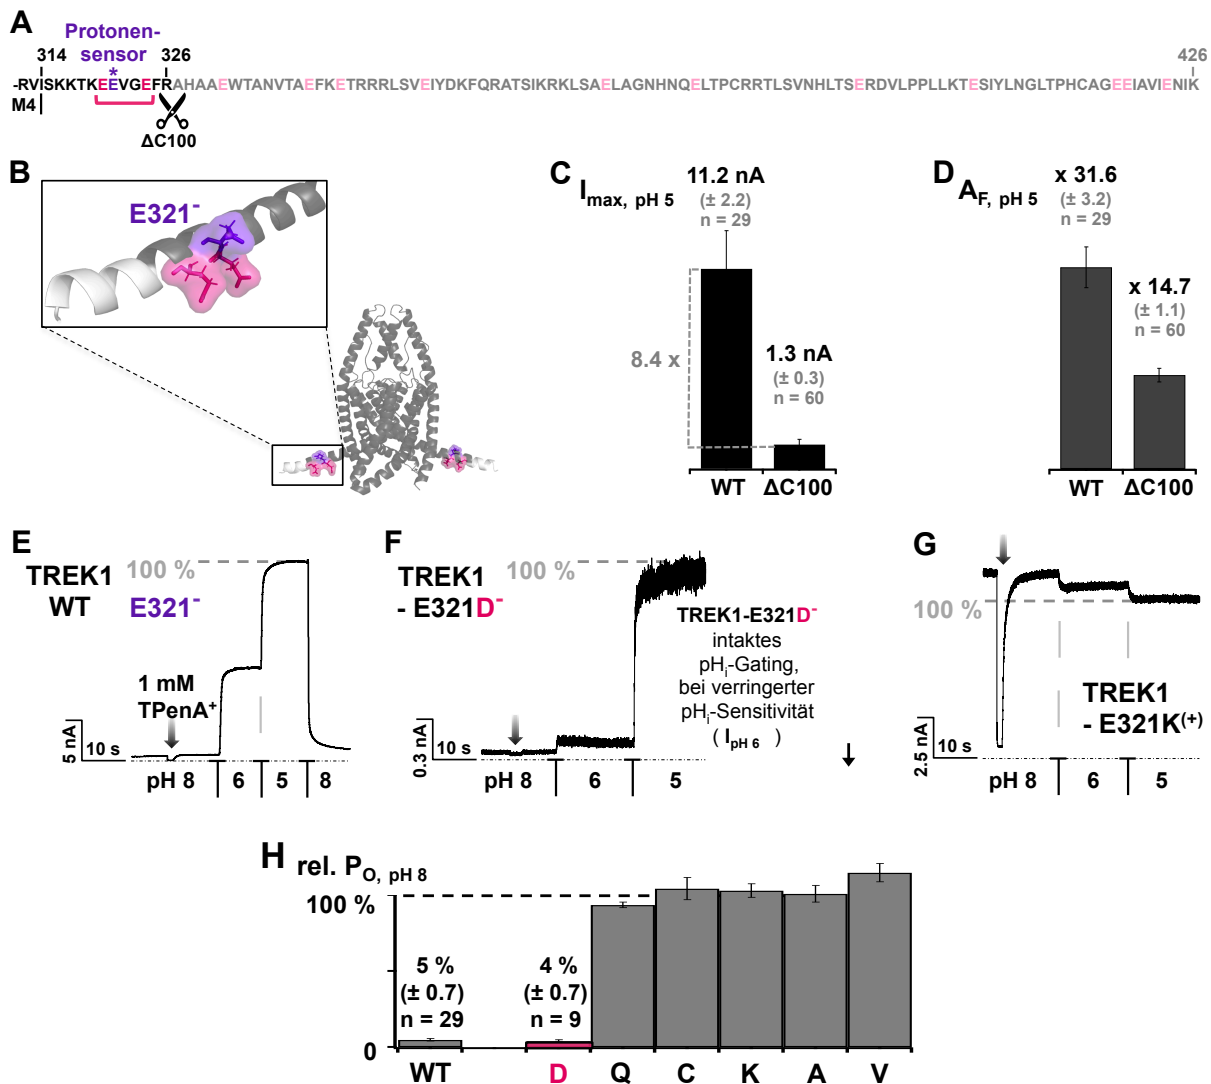 A
Protonen-
sensor
314
*
326
426
-RVISKKTKEEVGEFRAHAAEWTANVTAEFKETRRRLSVEIYDKFQRATSIKRKLSAELAGNHNQELTPCRRTLSVNHLTSERDVLPPLLKTESIYLNGLTPHCAGEEIAVIENIK
M4
ΔC100
B
E321⁻
C
Imax, pH 5
11.2 nA
(± 2.2)
n = 29
8.4 x
1.3 nA
(± 0.3)
n = 60
WT
ΔC100
D
AF, pH 5
x 31.6
(± 3.2)
n = 29
x 14.7
(± 1.1)
n = 60
WT
ΔC100
E
TREK1
WT
E321⁻
100 %
1 mM
TPenA⁺
5 nA
10 s
pH 8
6
5
8
F
TREK1
- E321D⁻
100 %
0.3 nA
10 s
pH 8
6
5
TREK1-E321D⁻
intaktes
pHi-Gating,
bei verringerter
pHi-Sensitivität
( IpH 6 )
G
100 %
TREK1
- E321K⁽⁺⁾
2.5 nA
10 s
pH 8
6
5
H
rel. PO, pH 8
100 %
5 %
(± 0.7)
n = 29
4 %
(± 0.7)
n = 9
0
WT
D
Q
C
K
A
V